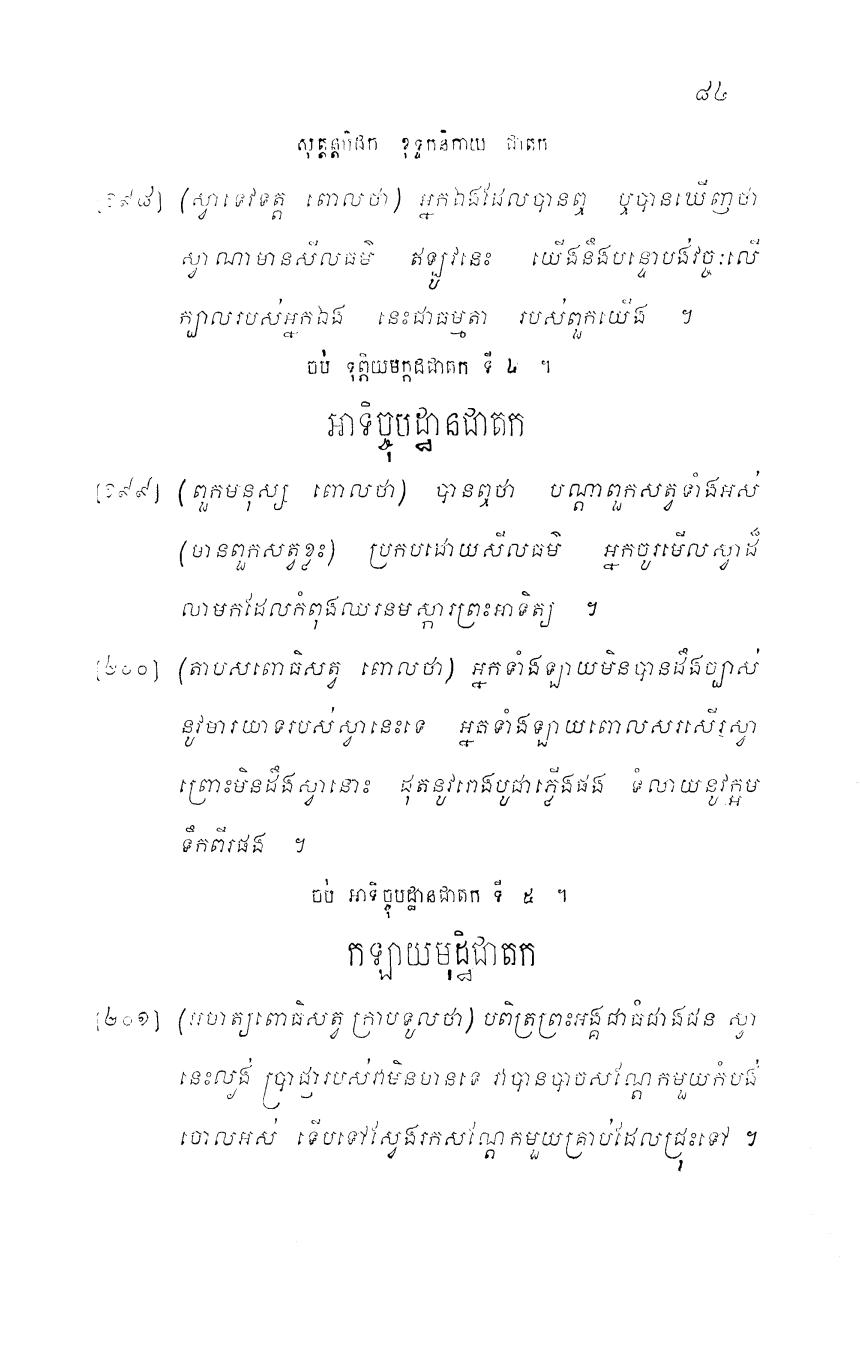 ៨៤
សុត្តន្តបិដក ខុទ្ទកនិកាយ ជាតក
[១៩៨] (ស្វាទេវទត្ត ពោលថា) អ្នកឯងដែលបានឮ ឬបានឃើញថា
ស្វាណាមានសីលធម៌ ឥឡូវនេះ យើងនឹងបន្ទោបង់វច្ចៈលើ
ក្បាលរបស់អ្នកឯង នេះជាធម្មតា របស់ពួកយើង ។
ចប់ ទុព្ភិយមក្កដជាតក ទី ៤ ។
អាទិច្ចុបដ្ឋានជាតក
[១៩៩] (ពួកមនុស្ស ពោលថា) បានឮថា បណ្តាពួកសត្វទាំងអស់
(មានពួកសត្វខ្លះ) ប្រកបដោយសីលធម៌ អ្នកចូរមើលស្វាដ៏
លាមកដែលកំពុងឈរនមស្ការព្រះអាទិត្យ ។
[២០០] (តាបសពោធិសត្វ ពោលថា) អ្នកទាំងឡាយមិនបានដឹងច្បាស់
នូវមារយាទរបស់ស្វានេះទេ អ្នកទាំងឡាយពោលសរសើរស្វា
ព្រោះមិនដឹងស្វានោះ ដុតនូវរោងបូជាភ្លើងផង ទំលាយនូវក្អម
ទឹកពីរផង ។
ចប់ អាទិច្ចុបដ្ឋានជាតក ទី ៥ ។
កឡាយមុដ្ឋិជាតក
[២០១] (អមាត្យពោធិសត្វ ក្រាបទូលថា) បពិត្រព្រះអង្គជាធំជាងជន ស្វា
នេះល្ងង់ ប្រាជ្ញារបស់វាមិនមានទេ វាបានបាចសណ្តែកមួយកំបង់
ចោលអស់ ទើបទៅស្វែងរកសណ្តែកមួយគ្រាប់ដែលជ្រុះទៅ ។